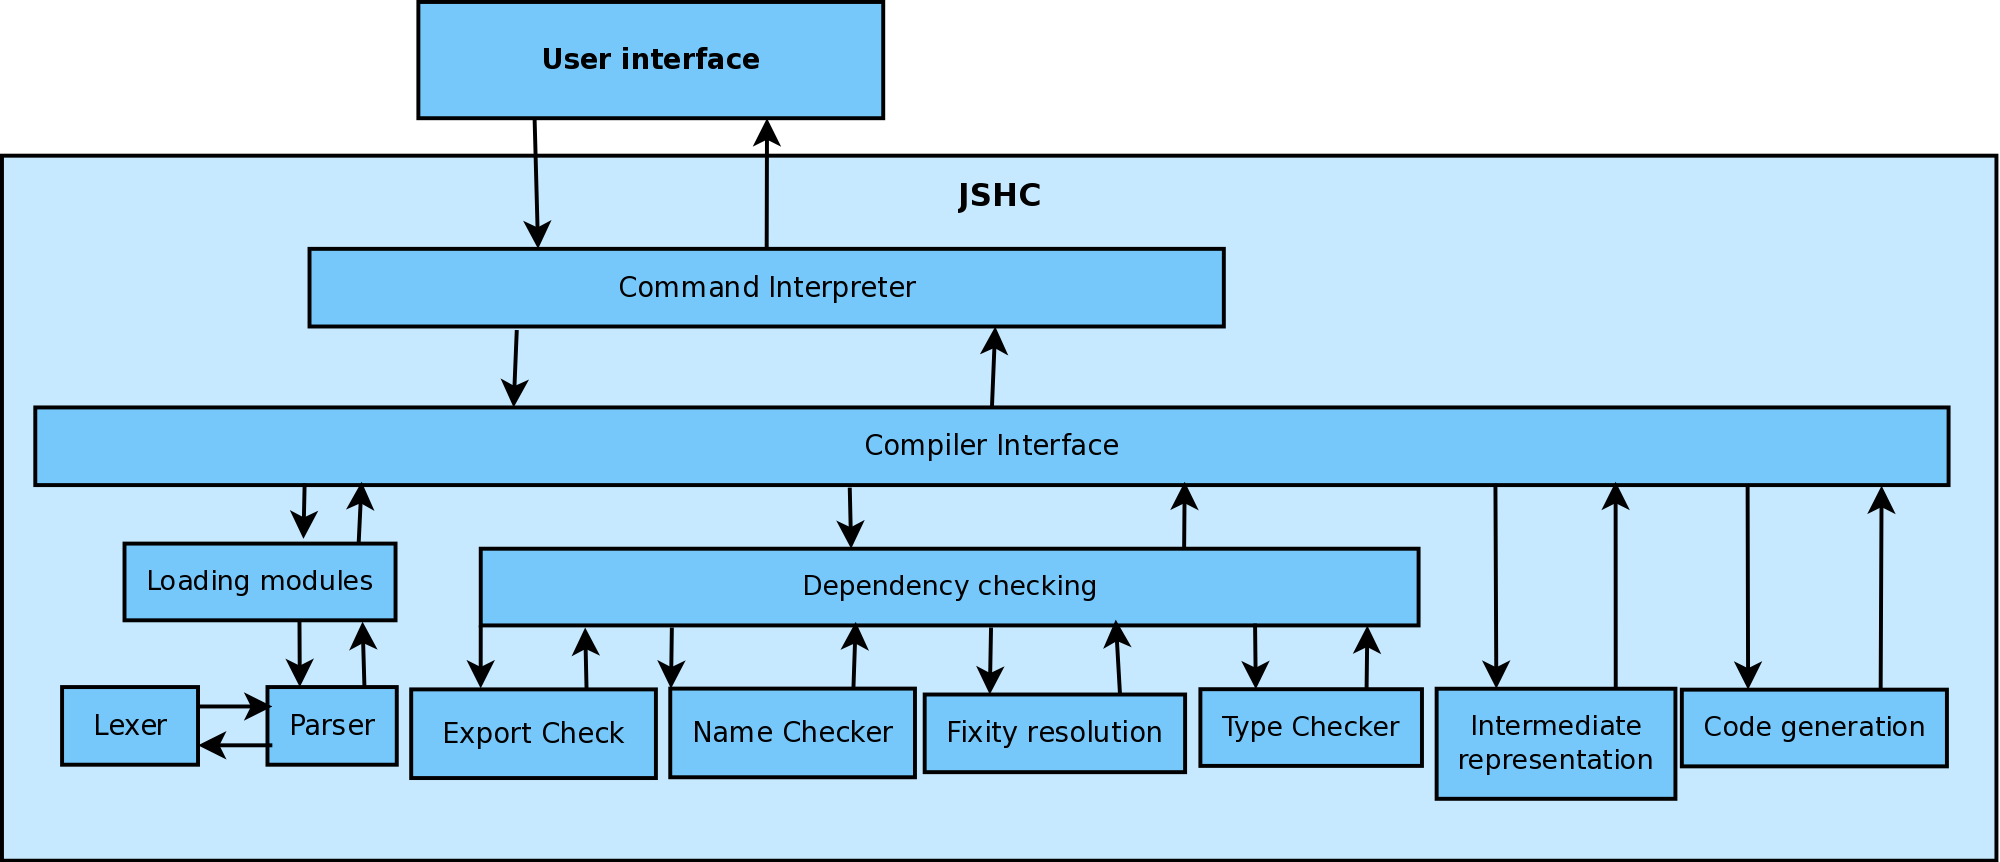 User interface
JSHC
Command Interpreter
Compiler Interface
Loading modules
Dependency checking
Lexer
Parser
Export Check
Name Checker
Fixity resolution
Type Checker
Intermediate
representation
Code generation